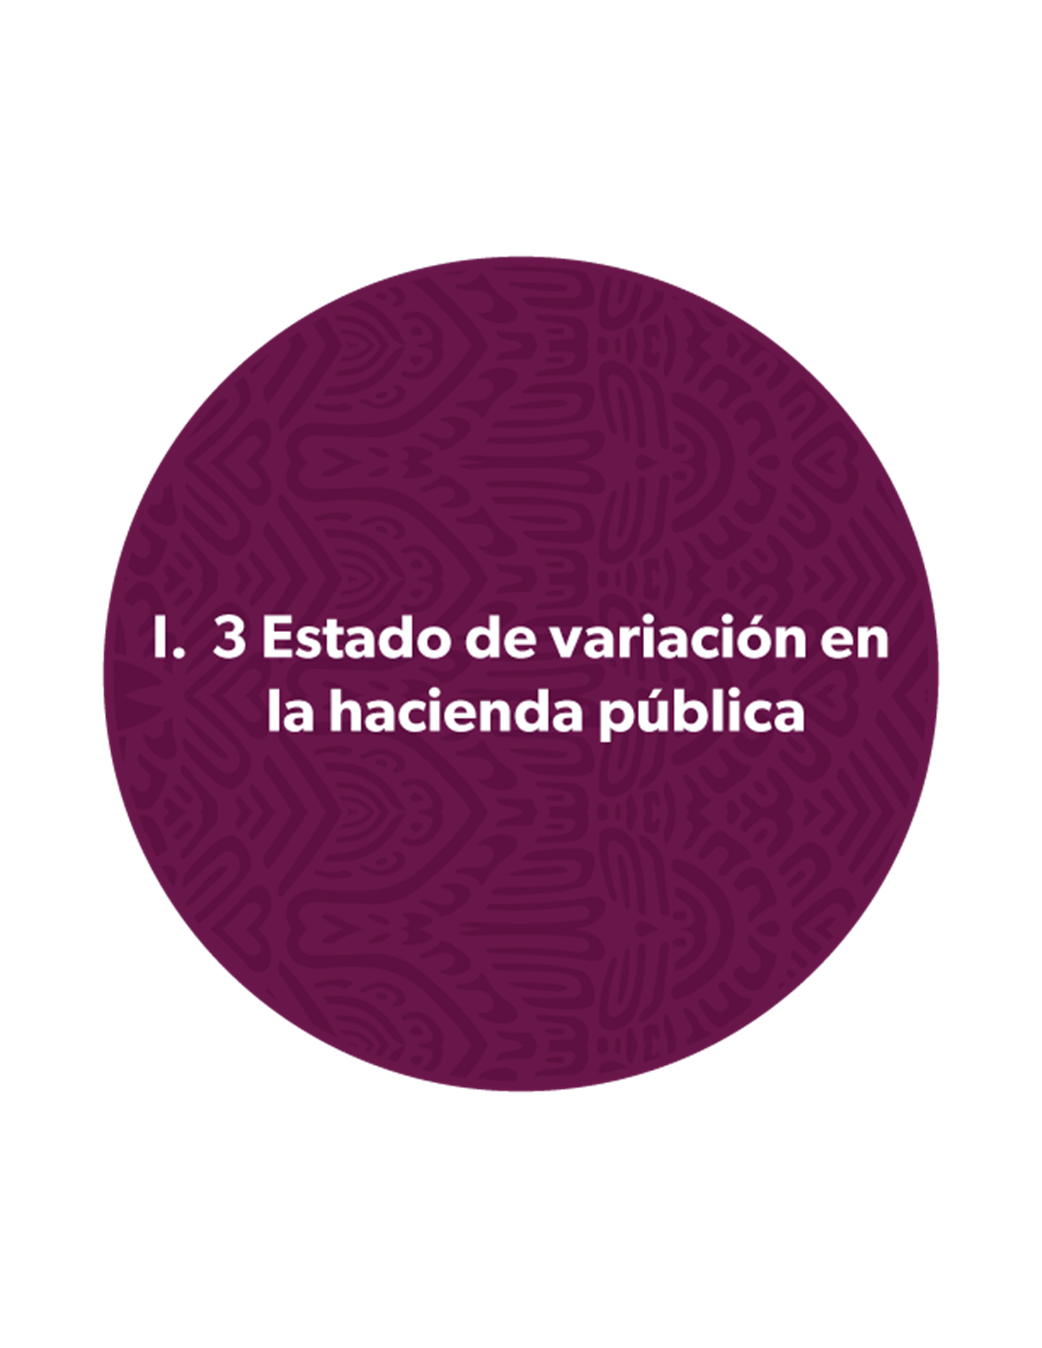 I. 3 Estado de variación en
la hacienda pública